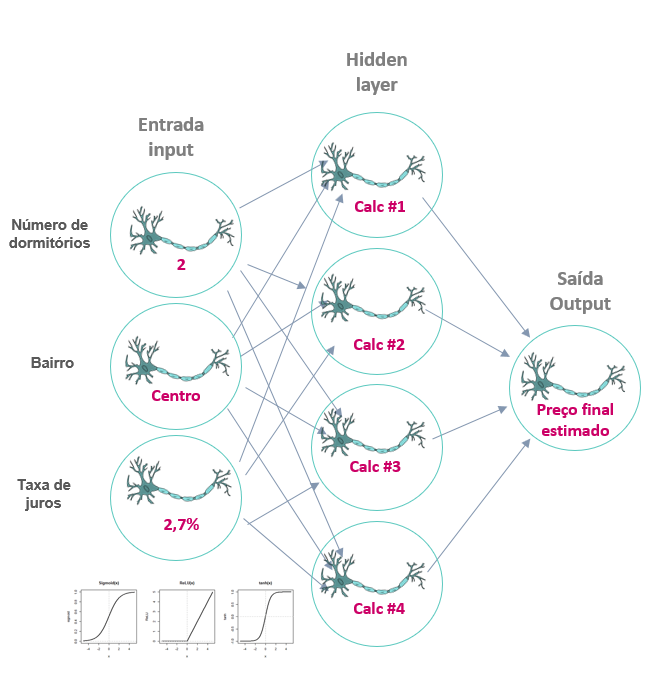 Hidden
layer
Entrada
input
Número de
dormitórios
2
Calc #1
Bairro
Centro
Calc #2
Saída
Output
Preço final
estimado
Taxa de
juros
2,7%
Calc #3
Calc #4
Sigmoid(x)
ReLU(x)
tanh(x)